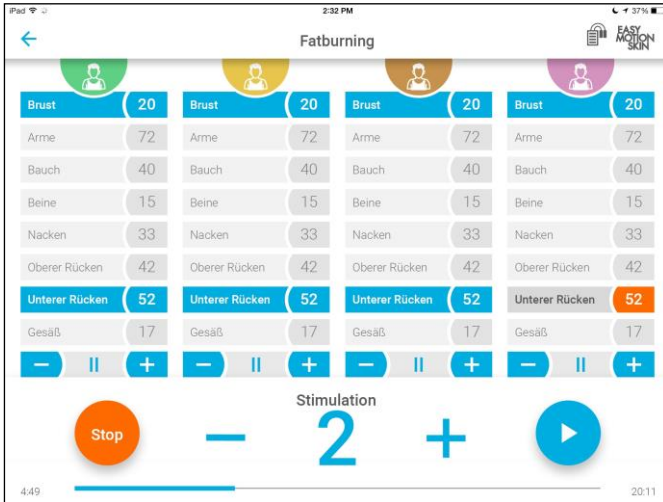 iPad 2:32 PM 37%
Fatburning
EASY
MOTION
SKIN
Brust 20 Brust 20 Brust 20 Brust 20
Arme 72 Arme 72 Arme 72 Arme 72
Bauch 40 Bauch 40 Bauch 40 Bauch 40
Beine 15 Beine 15 Beine 15 Beine 15
Nacken 33 Nacken 33 Nacken 33 Nacken 33
Oberer Rücken 42 Oberer Rücken 42 Oberer Rücken 42 Oberer Rücken 42
Unterer Rücken 52 Unterer Rücken 52 Unterer Rücken 52 Unterer Rücken 52
Gesäß 17 Gesäß 17 Gesäß 17 Gesäß 17
Stimulation
Stop − 2 +
4:49 20:11